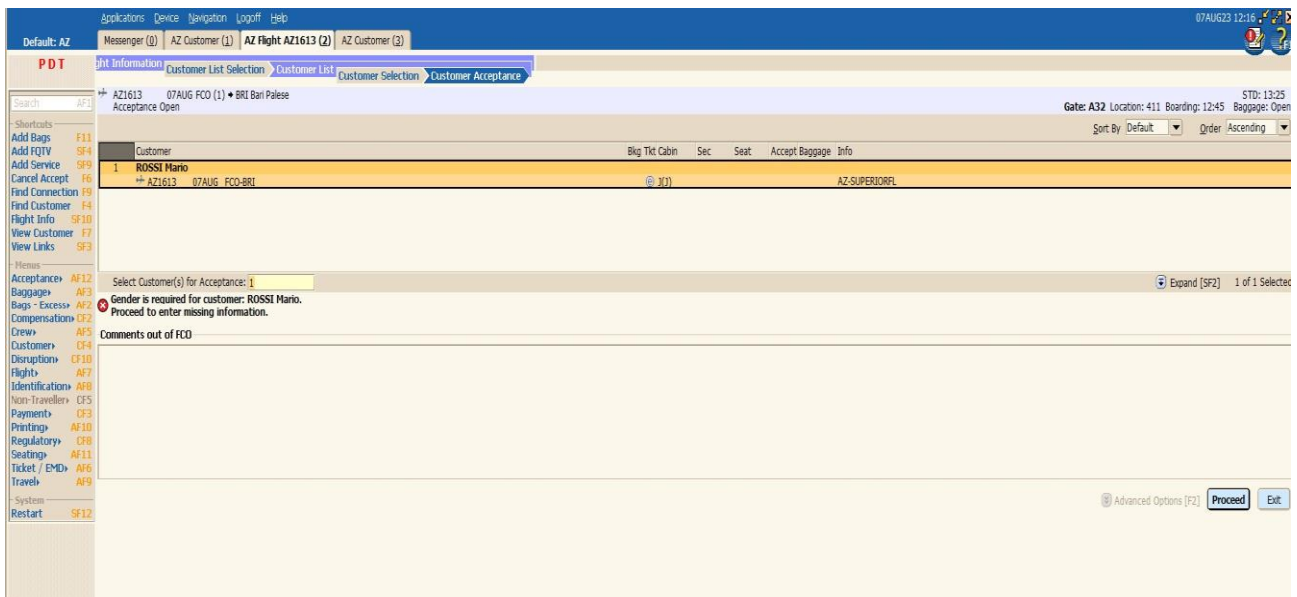 Applications Device Navigation Logoff Help
07AUG23 12:16
Default: AZ
Messenger (0) AZ Customer (1) AZ Flight AZ1613 (2) AZ Customer (3)
PDT
ht Information Customer List Selection Customer List Customer Selection Customer Acceptance
Search AF1
AZ1613 07AUG FCO (1) BRI Bari Palese STD: 13:25
Acceptance Open Gate: A32 Location: 411 Boarding: 12:45 Baggage: Open
Sort By Default Order Ascending
Shortcuts
Add Bags F11
Add FQTV SF4
Add Service SF9
Cancel Accept F6
Find Connection F9
Find Customer F4
Flight Info SF10
View Customer F7
View Links SF3
Customer Bkg Tkt Cabin Sec Seat Accept Baggage Info
1 ROSSI Mario
AZ1613 07AUG FCO-BRI J(J) AZ-SUPERIORFL
Menus
Acceptance AF12
Baggage AF3
Bags - Excess AF2
Compensation CF2
Crew AF5
Customer CF4
Disruption CF10
Flight AF7
Identification AF8
Non-Traveller CF5
Payment CF3
Printing AF10
Regulatory CF8
Seating AF11
Ticket / EMD AF6
Travel AF9
System
Restart SF12
Select Customer(s) for Acceptance: 1
Expand [SF2] 1 of 1 Selected
Gender is required for customer: ROSSI Mario.
Proceed to enter missing information.
Comments out of FCO
Advanced Options [F2] Proceed Exit